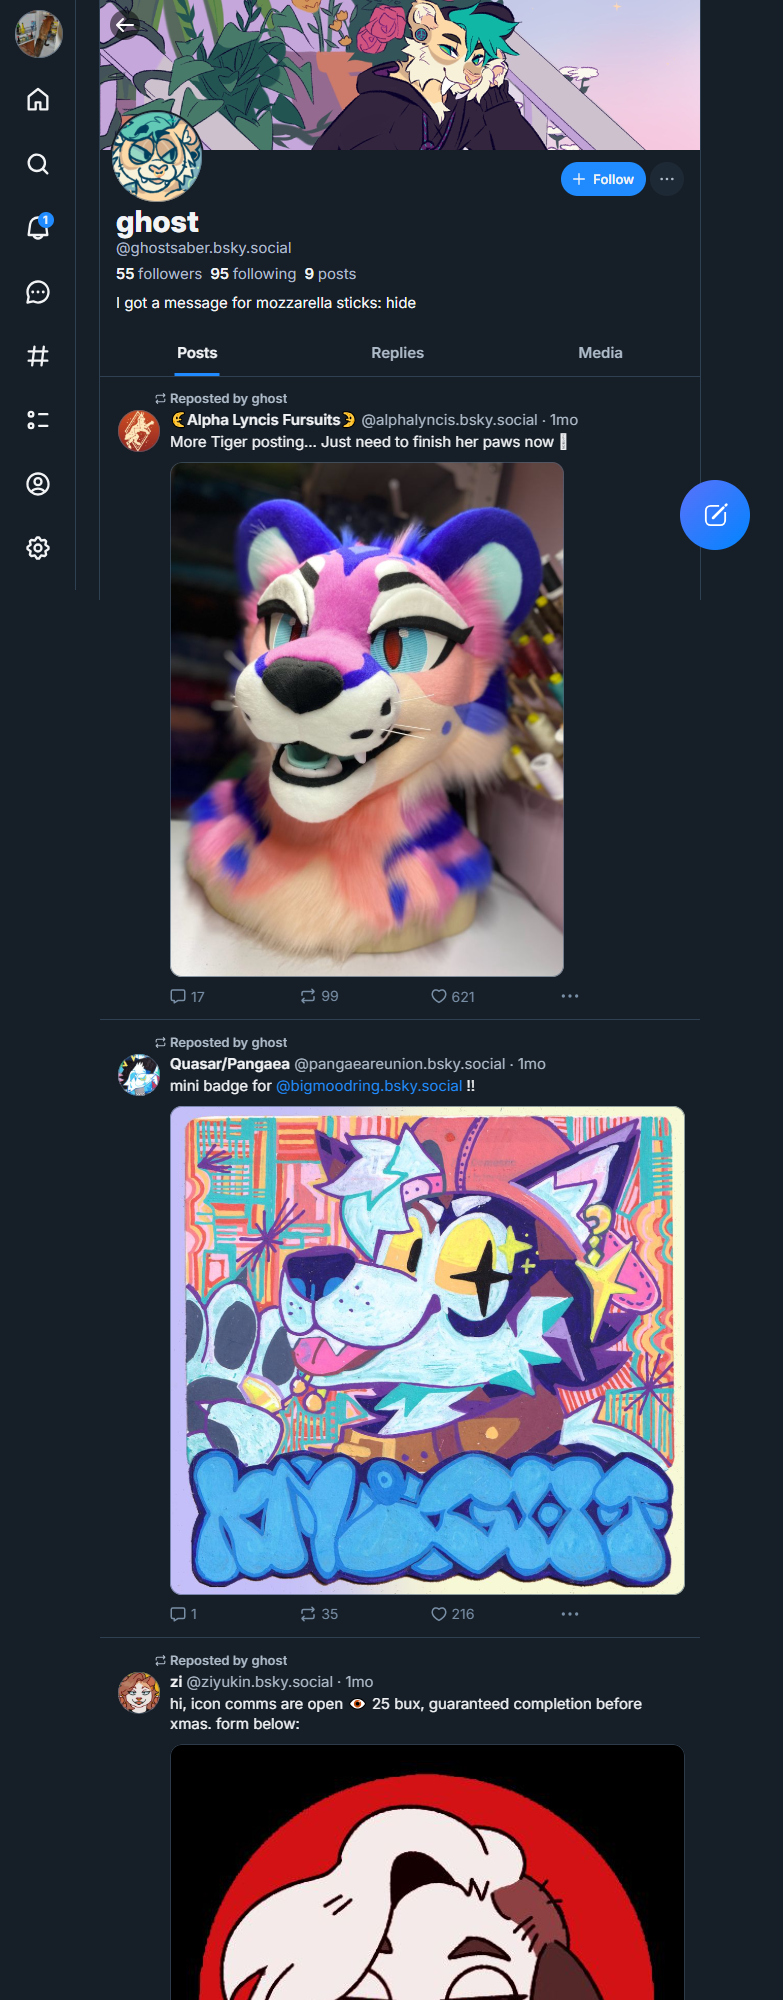 1
+ Follow
ghost
@ghostsaber.bsky.social
55 followers 95 following 9 posts
I got a message for mozzarella sticks: hide
Posts Replies Media
Reposted by ghost
🌜Alpha Lyncis Fursuits🌛 @alphalyncis.bsky.social · 1mo
More Tiger posting... Just need to finish her paws now
17 99 621
Reposted by ghost
Quasar/Pangaea @pangaeareunion.bsky.social · 1mo
mini badge for @bigmoodring.bsky.social !!
1 35 216
Reposted by ghost
zi @ziyukin.bsky.social · 1mo
hi, icon comms are open 👁️ 25 bux, guaranteed completion before
xmas. form below: